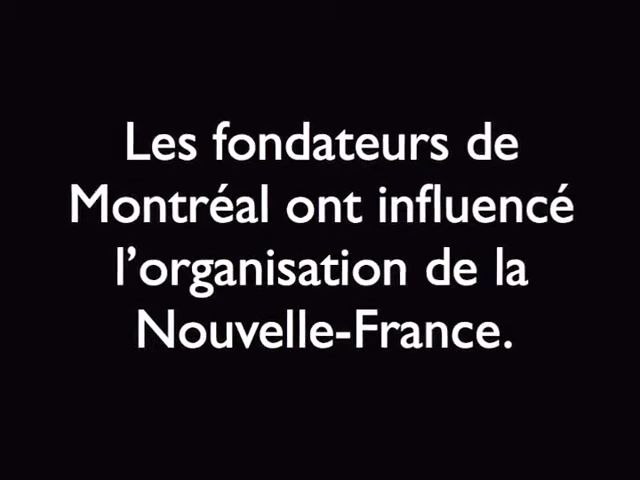 Les fondateurs de
Montréal ont influencé
l’organisation de la
Nouvelle-France.